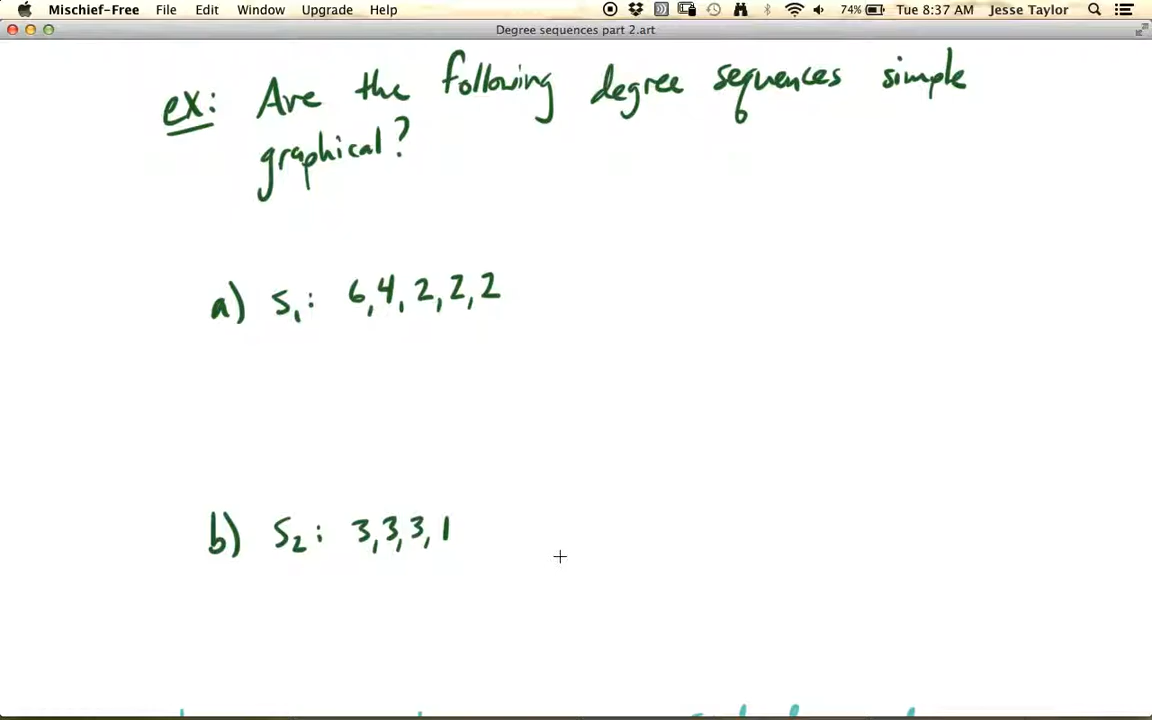 Mischief-Free File Edit Window Upgrade Help 74% Tue 8:37 AM Jesse Taylor
Degree sequences part 2.art
ex: Are the following degree sequences simple
graphical?
a) S₁: 6,4,2,2,2
b) S₂: 3,3,3,1